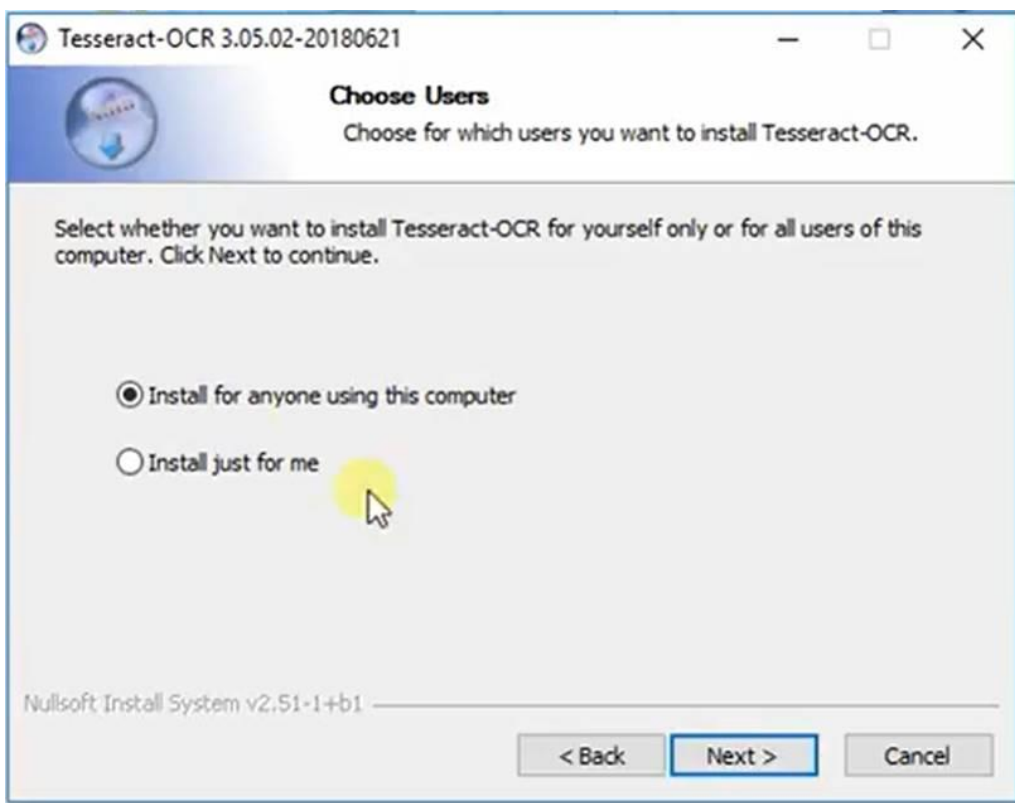 Tesseract-OCR 3.05.02-20180621
Choose Users
Choose for which users you want to install Tesseract-OCR.
Select whether you want to install Tesseract-OCR for yourself only or for all users of this
computer. Click Next to continue.
Install for anyone using this computer
Install just for me
Nullsoft Install System v2.51-1+b1
< Back Next > Cancel